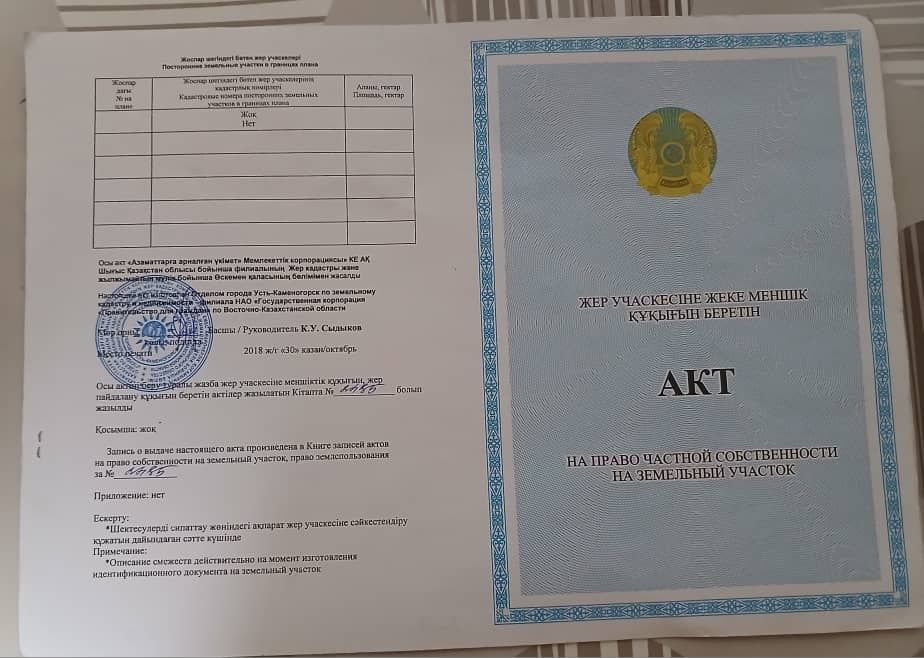 Жоспар шегіндегі бөтен жер учаскелері
Посторонние земельные участки в границах плана
Жоспар
дағы
№ на
плане
Жоспар шегіндегі бөтен жер учаскелерінің
кадастрлық нөмірлері
Кадастровые номера посторонних земельных
участков в границах плана
Алаңы, гектар
Площадь, гектар
Жоқ
Нет
Осы акт «Азаматтарға арналған үкімет» Мемлекеттік корпорациясы» КЕ АҚ
Шығыс Қазақстан облысы бойынша филиалының Жер кадастры және
жылжымайтын мүлік бойынша Өскемен қаласының бөлімімен жасалды
Настоящий акт изготовлен Отделом города Усть-Каменогорск по земельному
кадастру и недвижимости филиала НАО «Государственная корпорация
«Правительство для граждан» по Восточно-Казахстанской области
Мөр орны
Басшы / Руководитель К.У. Сыдыков
Место печати
2018 ж/г «30» қазан/октябрь
Осы актіні беру туралы жазба жер учаскесіне меншіктік құқығын, жер
пайдалану құқығын беретін актілер жазылатын Кітапта № болып
жазылды
Қосымша: жоқ
Запись о выдаче настоящего акта произведена в Книге записей актов
на право собственности на земельный участок, право землепользования
за №
Приложение: нет
Ескерту:
*Шектесулерді сипаттау жөніндегі ақпарат жер учаскесіне сәйкестендіру
құжатын дайындаған сәтте күшінде
Примечание:
*Описание смежеств действительно на момент изготовления
идентификационного документа на земельный участок
ЖЕР УЧАСКЕСІНЕ ЖЕКЕ МЕНШІК
ҚҰҚЫҒЫН БЕРЕТІН
АКТ
НА ПРАВО ЧАСТНОЙ СОБСТВЕННОСТИ
НА ЗЕМЕЛЬНЫЙ УЧАСТОК